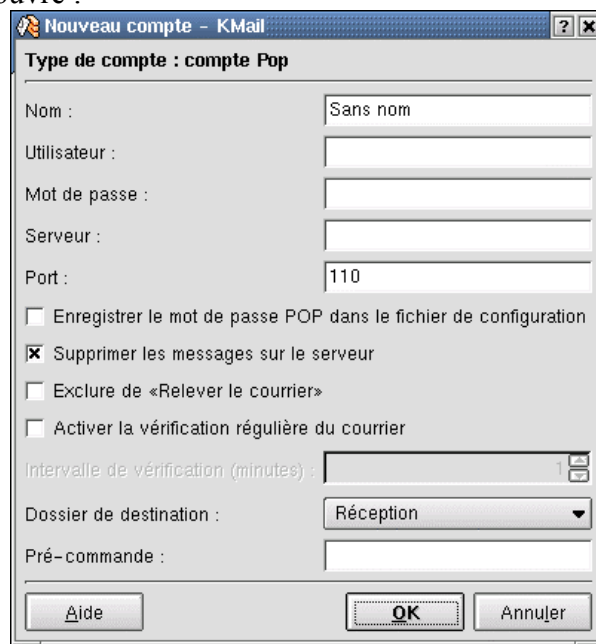 ouvre :
Nouveau compte - KMail
Type de compte : compte Pop
Nom : Sans nom
Utilisateur :
Mot de passe :
Serveur :
Port : 110
Enregistrer le mot de passe POP dans le fichier de configuration
Supprimer les messages sur le serveur
Exclure de «Relever le courrier»
Activer la vérification régulière du courrier
Intervalle de vérification (minutes) : 1
Dossier de destination : Réception
Pré-commande :
Aide OK Annuler